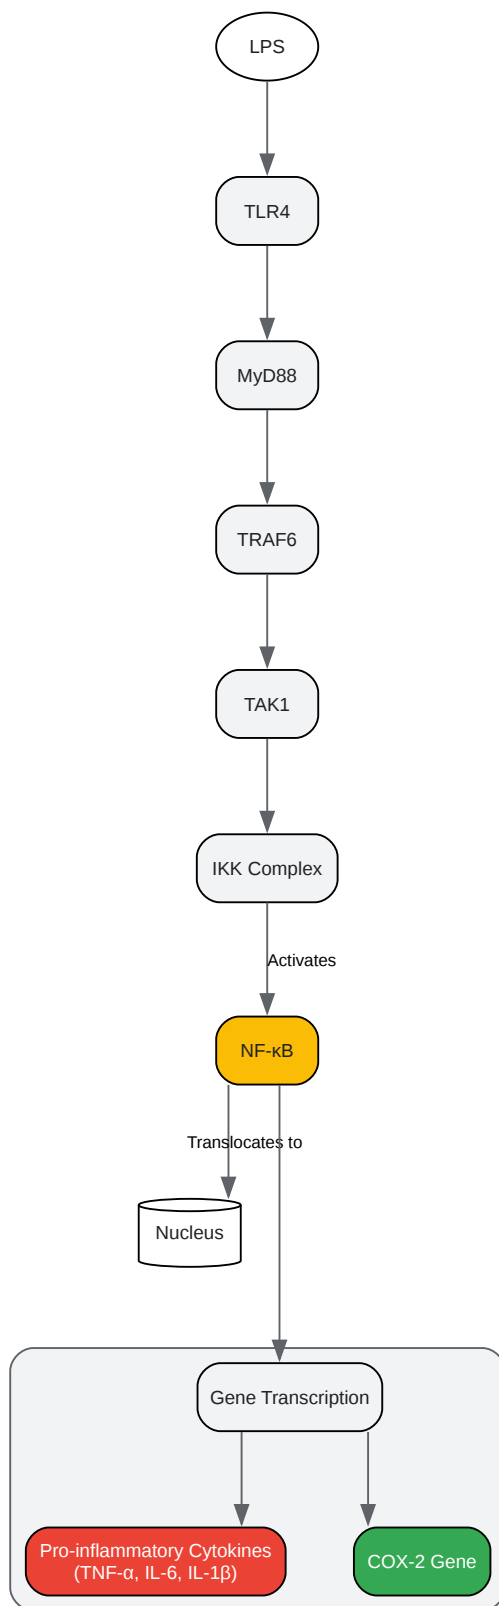 LPS
TLR4
MyD88
TRAF6
TAK1
IKK Complex
Activates
NF-κB
Translocates to
Nucleus
Gene Transcription
Pro-inflammatory Cytokines
(TNF-α, IL-6, IL-1β)
COX-2 Gene